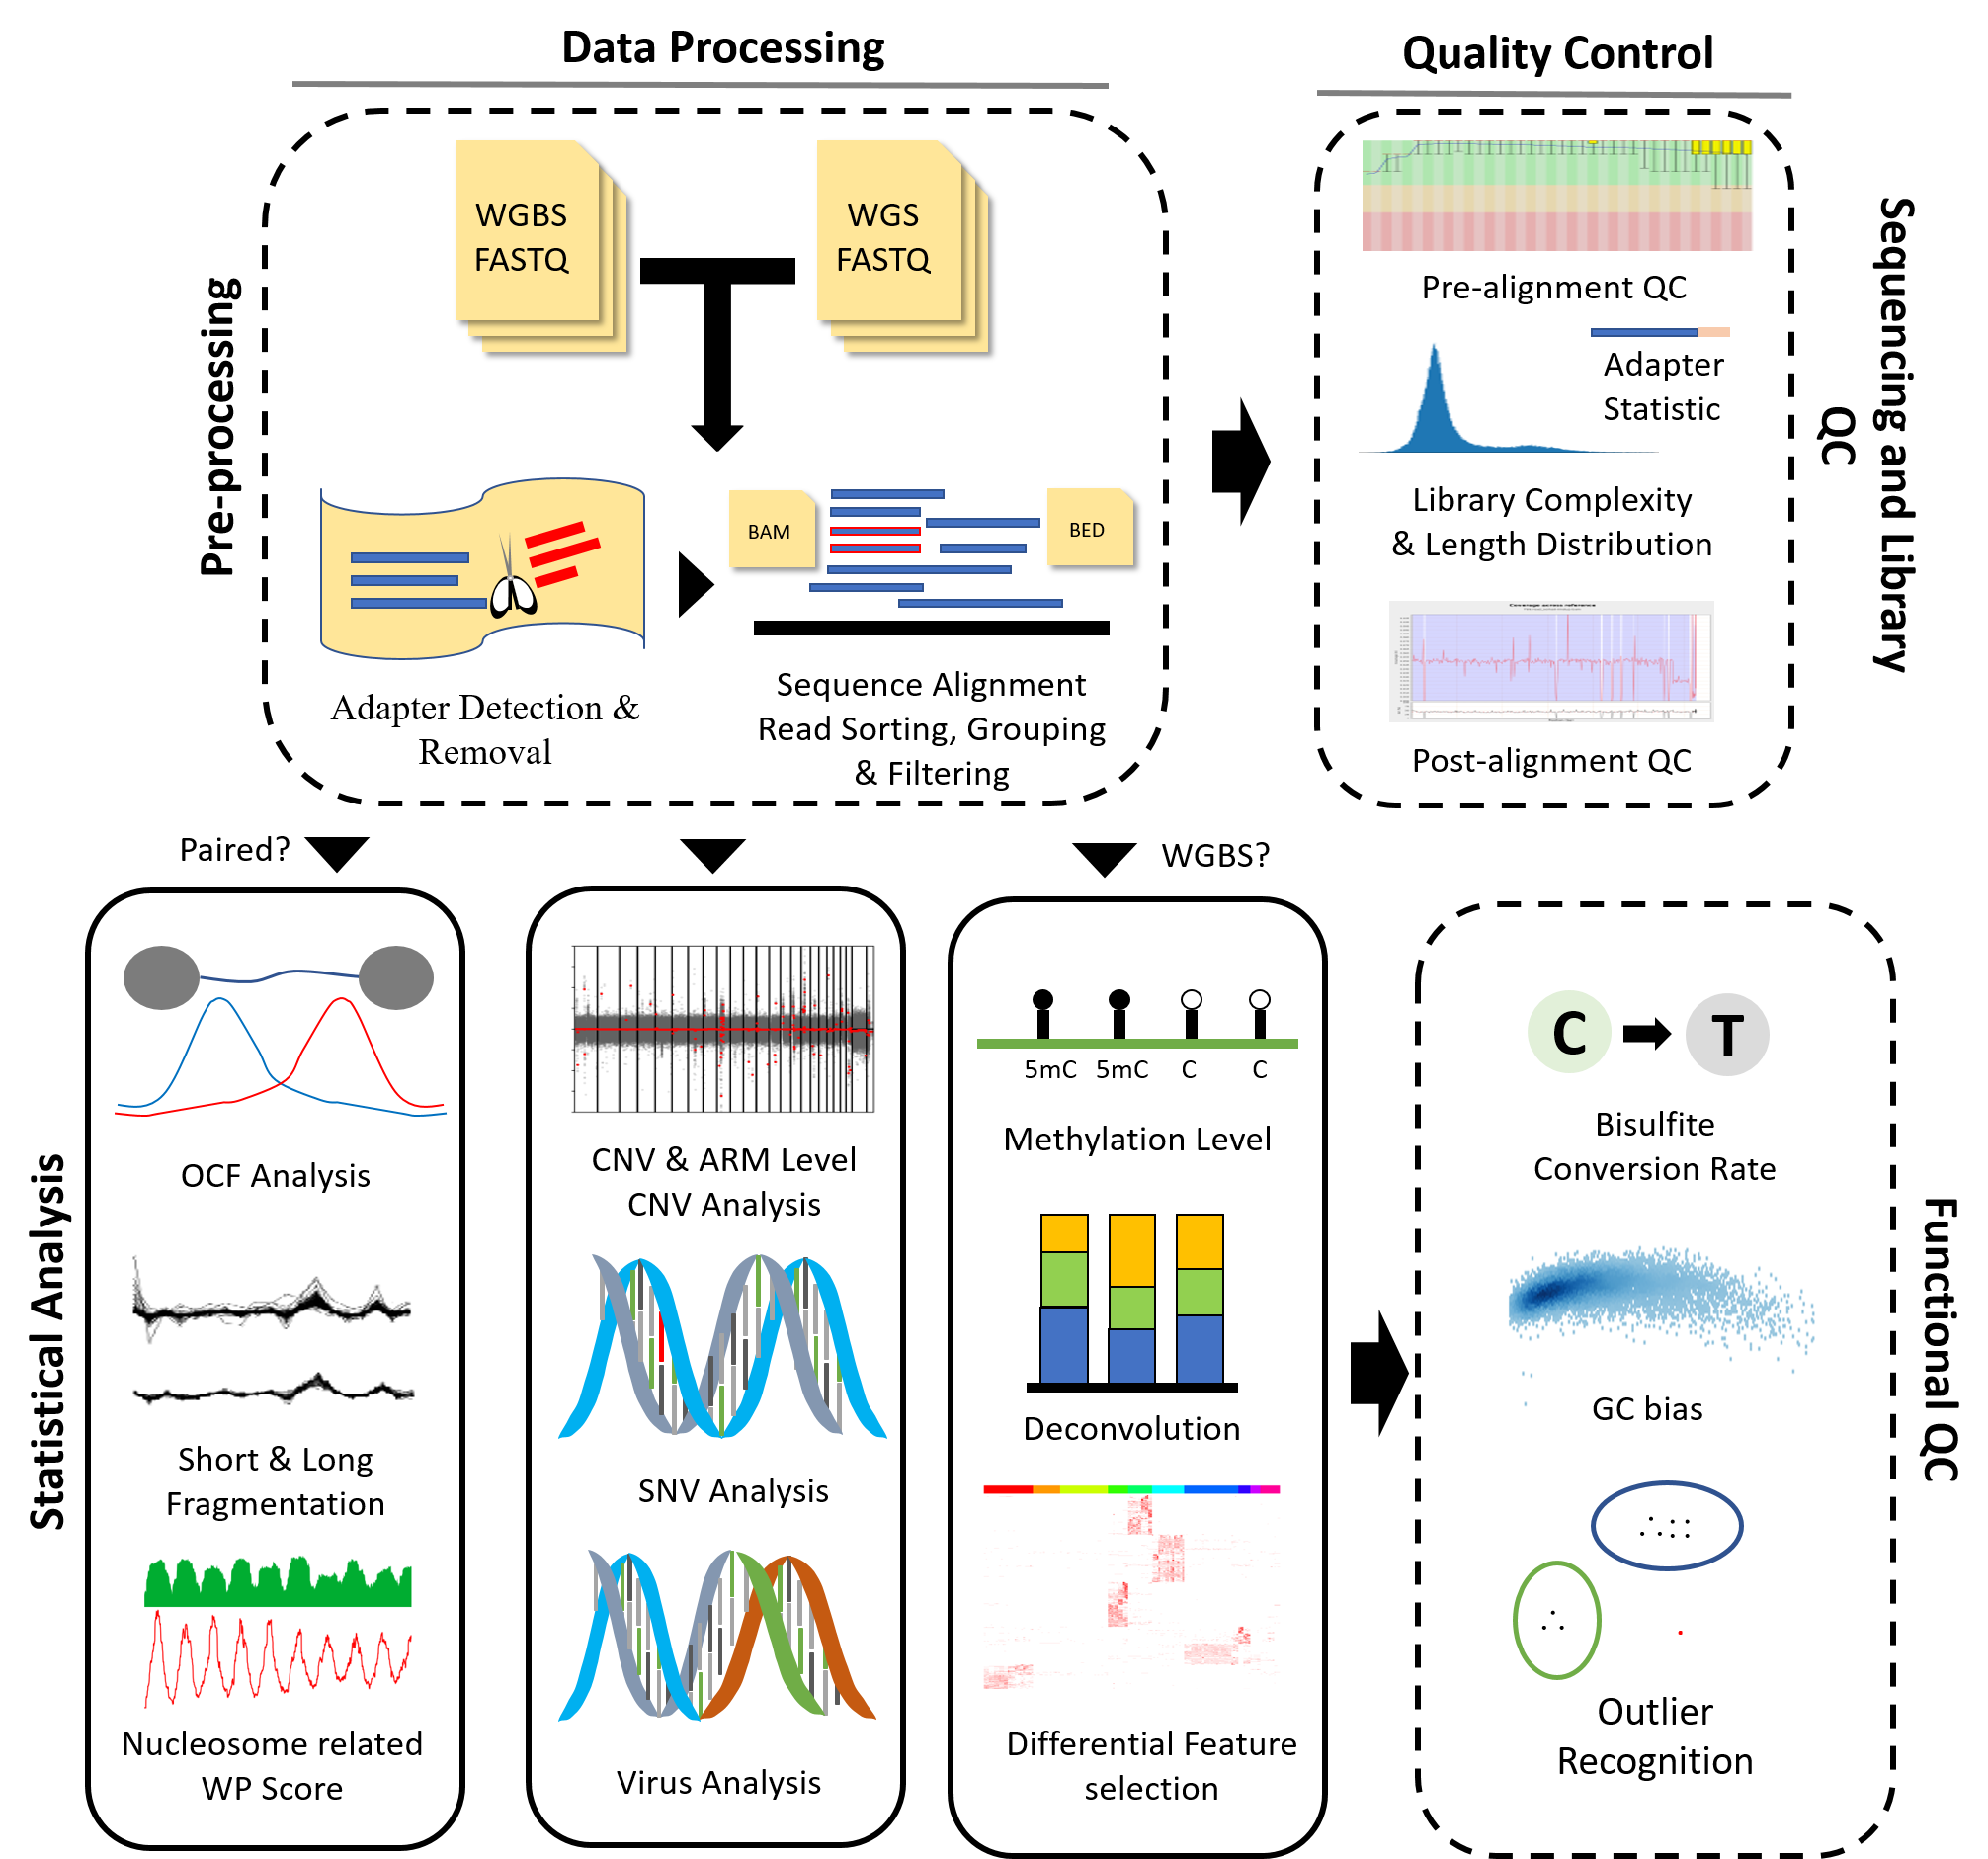 Data Processing
Quality Control
Pre-processing
WGBS
FASTQ
WGS
FASTQ
BAM
BED
Adapter Detection &
Removal
Sequence Alignment
Read Sorting, Grouping
& Filtering
Pre-alignment QC
Adapter
Statistic
Library Complexity
& Length Distribution
Coverage across reference
Post-alignment QC
Sequencing and Library
QC
Paired?
WGBS?
Statistical Analysis
OCF Analysis
Short & Long
Fragmentation
Nucleosome related
WP Score
CNV & ARM Level
CNV Analysis
SNV Analysis
Virus Analysis
5mC 5mC C C
Methylation Level
Deconvolution
Differential Feature
selection
C T
Bisulfite
Conversion Rate
GC bias
Outlier
Recognition
Functional QC